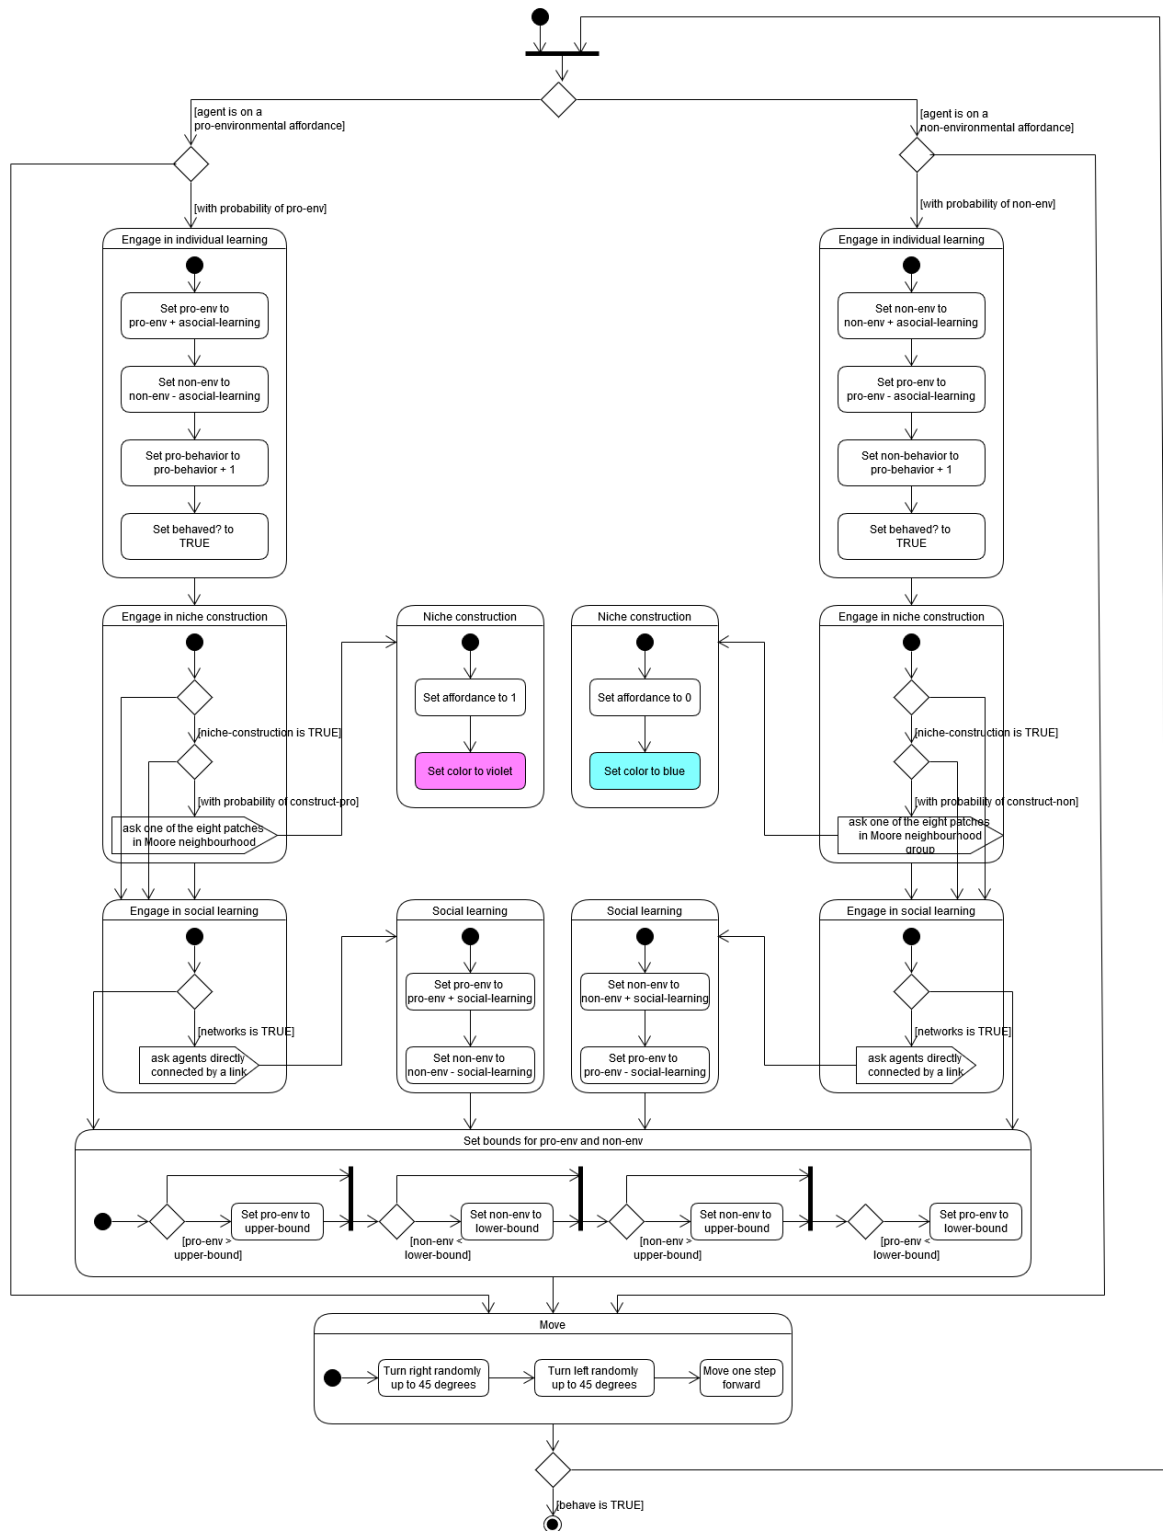 [agent is on a
pro-environmental affordance]
[agent is on a
non-environmental affordance]
[with probability of pro-env]
[with probability of non-env]
Engage in individual learning
Set pro-env to
pro-env + asocial-learning
Set non-env to
non-env - asocial-learning
Set pro-behavior to
pro-behavior + 1
Set behaved? to
TRUE
Engage in individual learning
Set non-env to
non-env + asocial-learning
Set pro-env to
pro-env - asocial-learning
Set non-behavior to
pro-behavior + 1
Set behaved? to
TRUE
Engage in niche construction
[niche-construction is TRUE]
[with probability of construct-pro]
ask one of the eight patches
in Moore neighbourhood
Niche construction
Set affordance to 1
Set color to violet
Niche construction
Set affordance to 0
Set color to blue
Engage in niche construction
[niche-construction is TRUE]
[with probability of construct-non]
ask one of the eight patches
in Moore neighbourhood
group
Engage in social learning
[networks is TRUE]
ask agents directly
connected by a link
Social learning
Set pro-env to
pro-env + social-learning
Set non-env to
non-env - social-learning
Social learning
Set non-env to
non-env + social-learning
Set pro-env to
pro-env - social-learning
Engage in social learning
[networks is TRUE]
ask agents directly
connected by a link
Set bounds for pro-env and non-env
Set pro-env to
upper-bound
[pro-env >
upper-bound]
Set non-env to
lower-bound
[non-env <
lower-bound]
Set non-env to
upper-bound
[non-env >
upper-bound]
Set pro-env to
lower-bound
[pro-env <
lower-bound]
Move
Turn right randomly
up to 45 degrees
Turn left randomly
up to 45 degrees
Move one step
forward
[behave is TRUE]